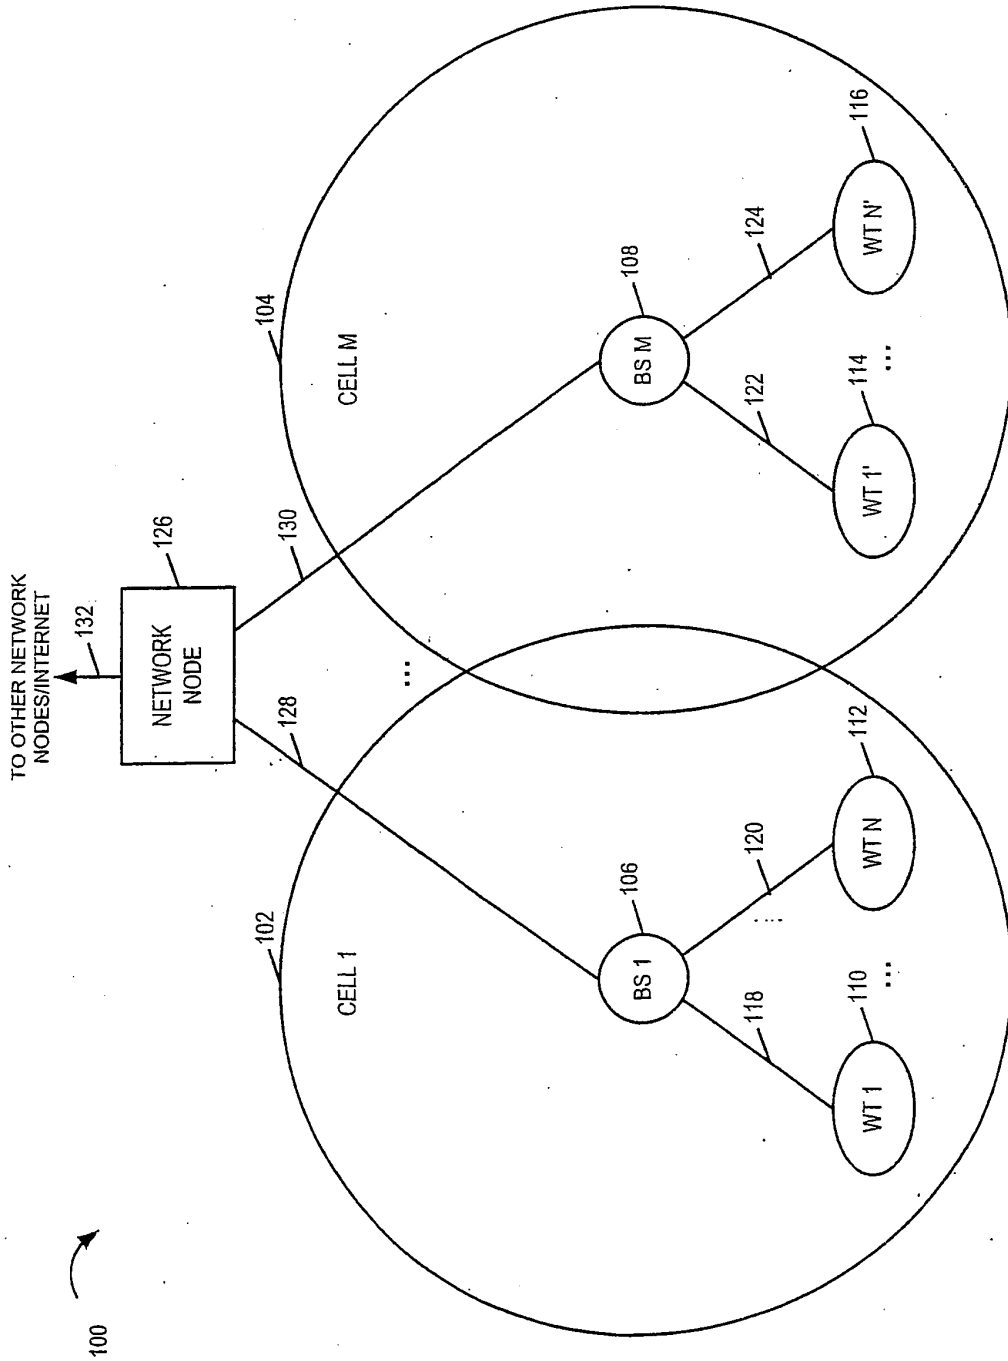 100
TO OTHER NETWORK
NODES/INTERNET
132
NETWORK
NODE
126
128
...
130
102
CELL 1
104
CELL M
BS 1
106
BS M
108
118
120
122
124
WT 1
110
...
WT N
112
WT 1'
114
...
WT N'
116